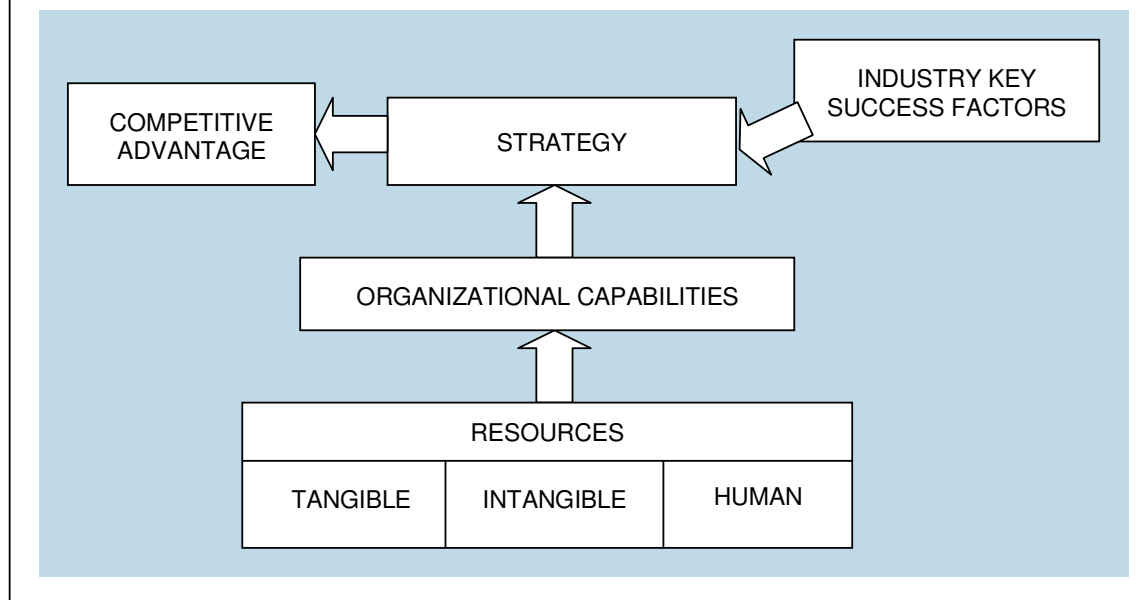 INDUSTRY KEY
SUCCESS FACTORS
COMPETITIVE
ADVANTAGE
STRATEGY
ORGANIZATIONAL CAPABILITIES
RESOURCES
TANGIBLE
INTANGIBLE
HUMAN